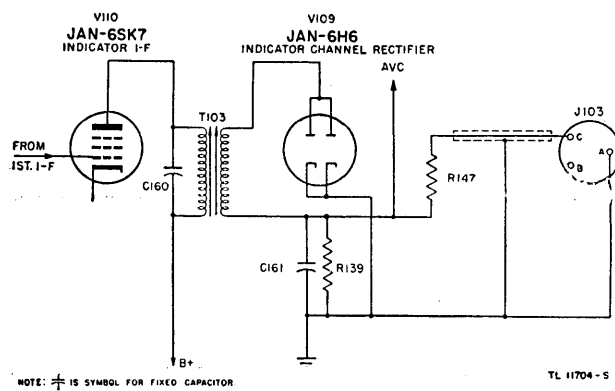 V110
JAN-6SK7
INDICATOR I-F
V109
JAN-6H6
INDICATOR CHANNEL RECTIFIER
AVC
J103
T103
FROM
1ST. I-F
C160
C
A
B
R147
C161
R139
B+
NOTE: IS SYMBOL FOR FIXED CAPACITOR
TL 11704-S